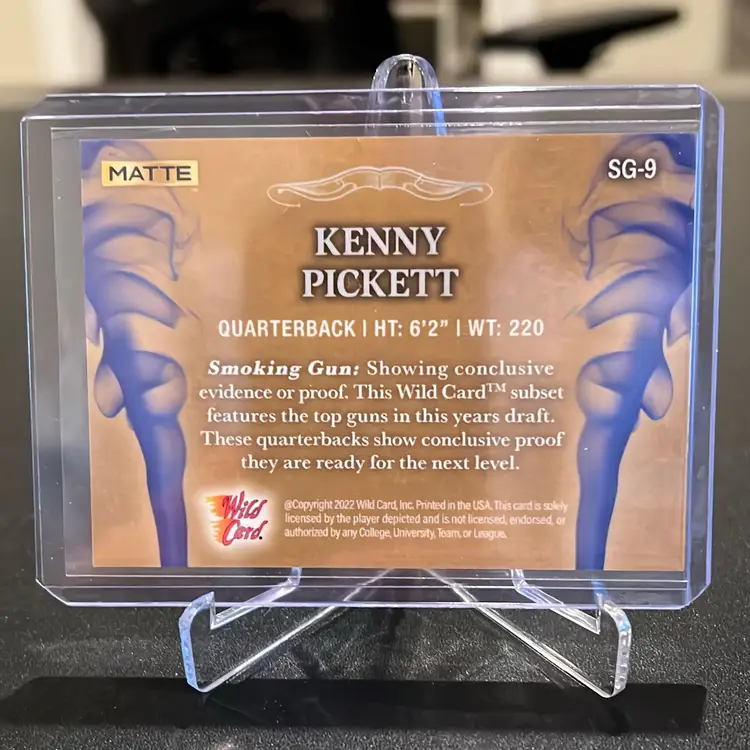 MATTE
SG-9
KENNY
PICKETT
QUARTERBACK | HT: 6'2" | WT: 220
Smoking Gun: Showing conclusive
evidence or proof. This Wild Card™ subset
features the top guns in this years draft.
These quarterbacks show conclusive proof
they are ready for the next level.
Wild
Card.
@Copyright 2022 Wild Card, Inc. Printed in the USA. This card is solely
licensed by the player depicted and is not licensed, endorsed, or
authorized by any College, University, Team, or League.